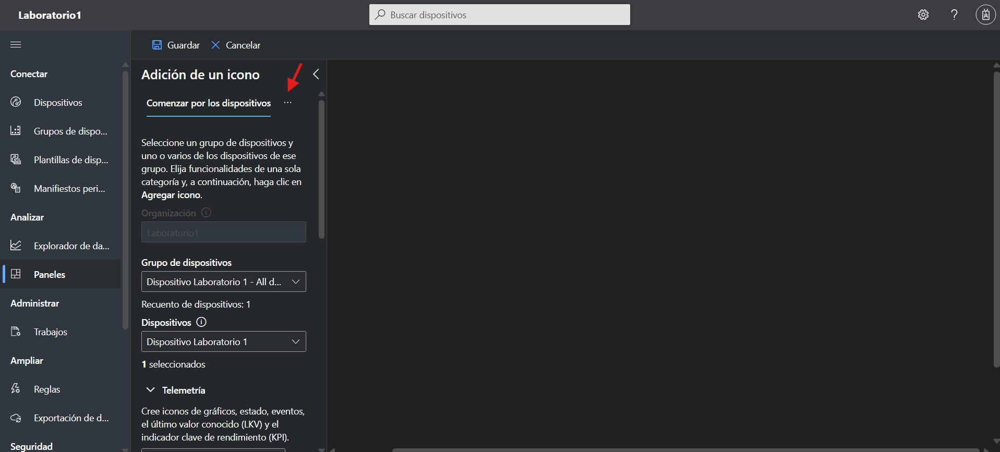 Laboratorio1
Buscar dispositivos
?
Guardar
Cancelar
Conectar
Dispositivos
Grupos de dispo...
Plantillas de disp...
Manifiestos peri...
Analizar
Explorador de da...
Paneles
Administrar
Trabajos
Ampliar
Reglas
Exportación de d...
Seguridad
Adición de un icono
Comenzar por los dispositivos
...
Seleccione un grupo de dispositivos y
uno o varios de los dispositivos de ese
grupo. Elija funcionalidades de una sola
categoría y, a continuación, haga clic en
Agregar icono.
Organización
Laboratorio1
Grupo de dispositivos
Dispositivo Laboratorio 1 - All d...
Recuento de dispositivos: 1
Dispositivos
Dispositivo Laboratorio 1
1 seleccionados
Telemetría
Cree iconos de gráficos, estado, eventos,
el último valor conocido (LKV) y el
indicador clave de rendimiento (KPI).